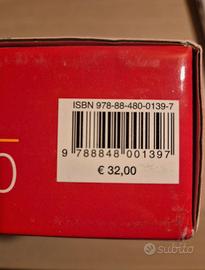 ISBN 978-88-480-0139-7
9 788848 001397
€ 32,00
O
subito